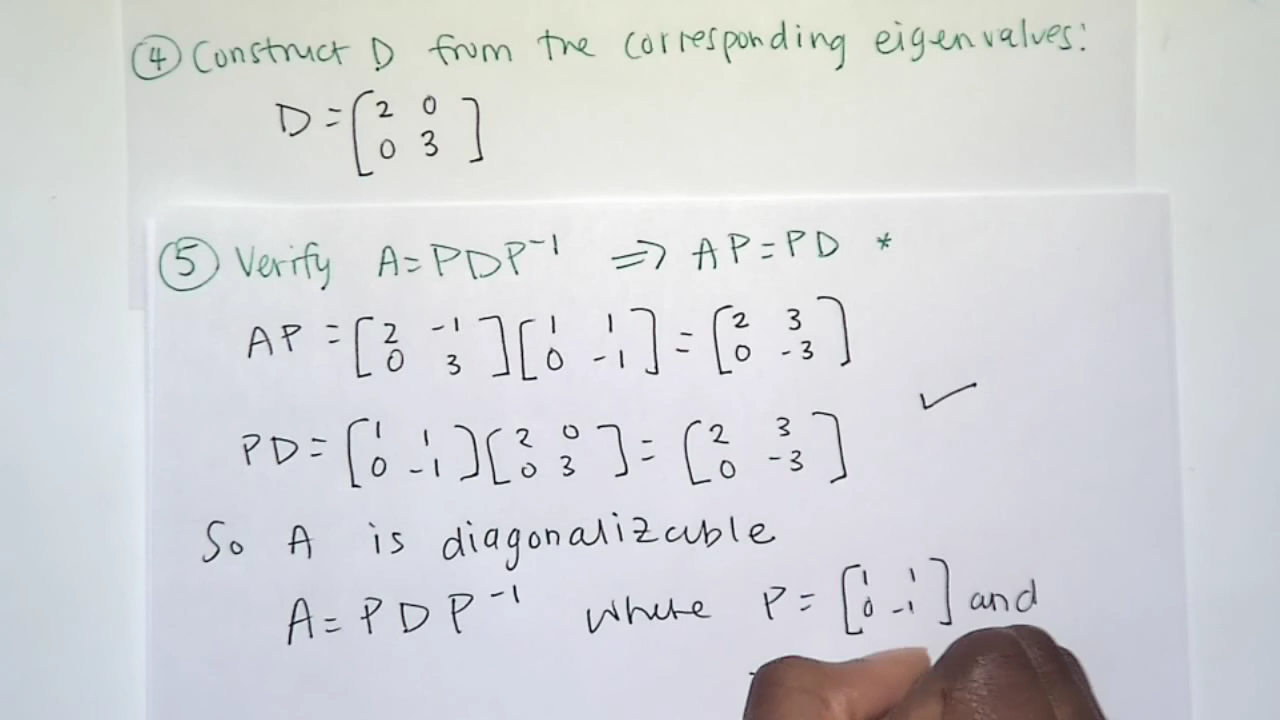 ④ Construct D from the corresponding eigenvalues:
D = [2 0; 0 3]
⑤ Verify A=PDP⁻¹ ⇒ AP=PD *
AP = [2 -1; 0 3][1 1; 0 -1] = [2 3; 0 -3]
✓
PD = [1 1; 0 -1][2 0; 0 3] = [2 3; 0 -3]
So A is diagonalizable
A = PDP⁻¹ where P = [1 1; 0 -1] and